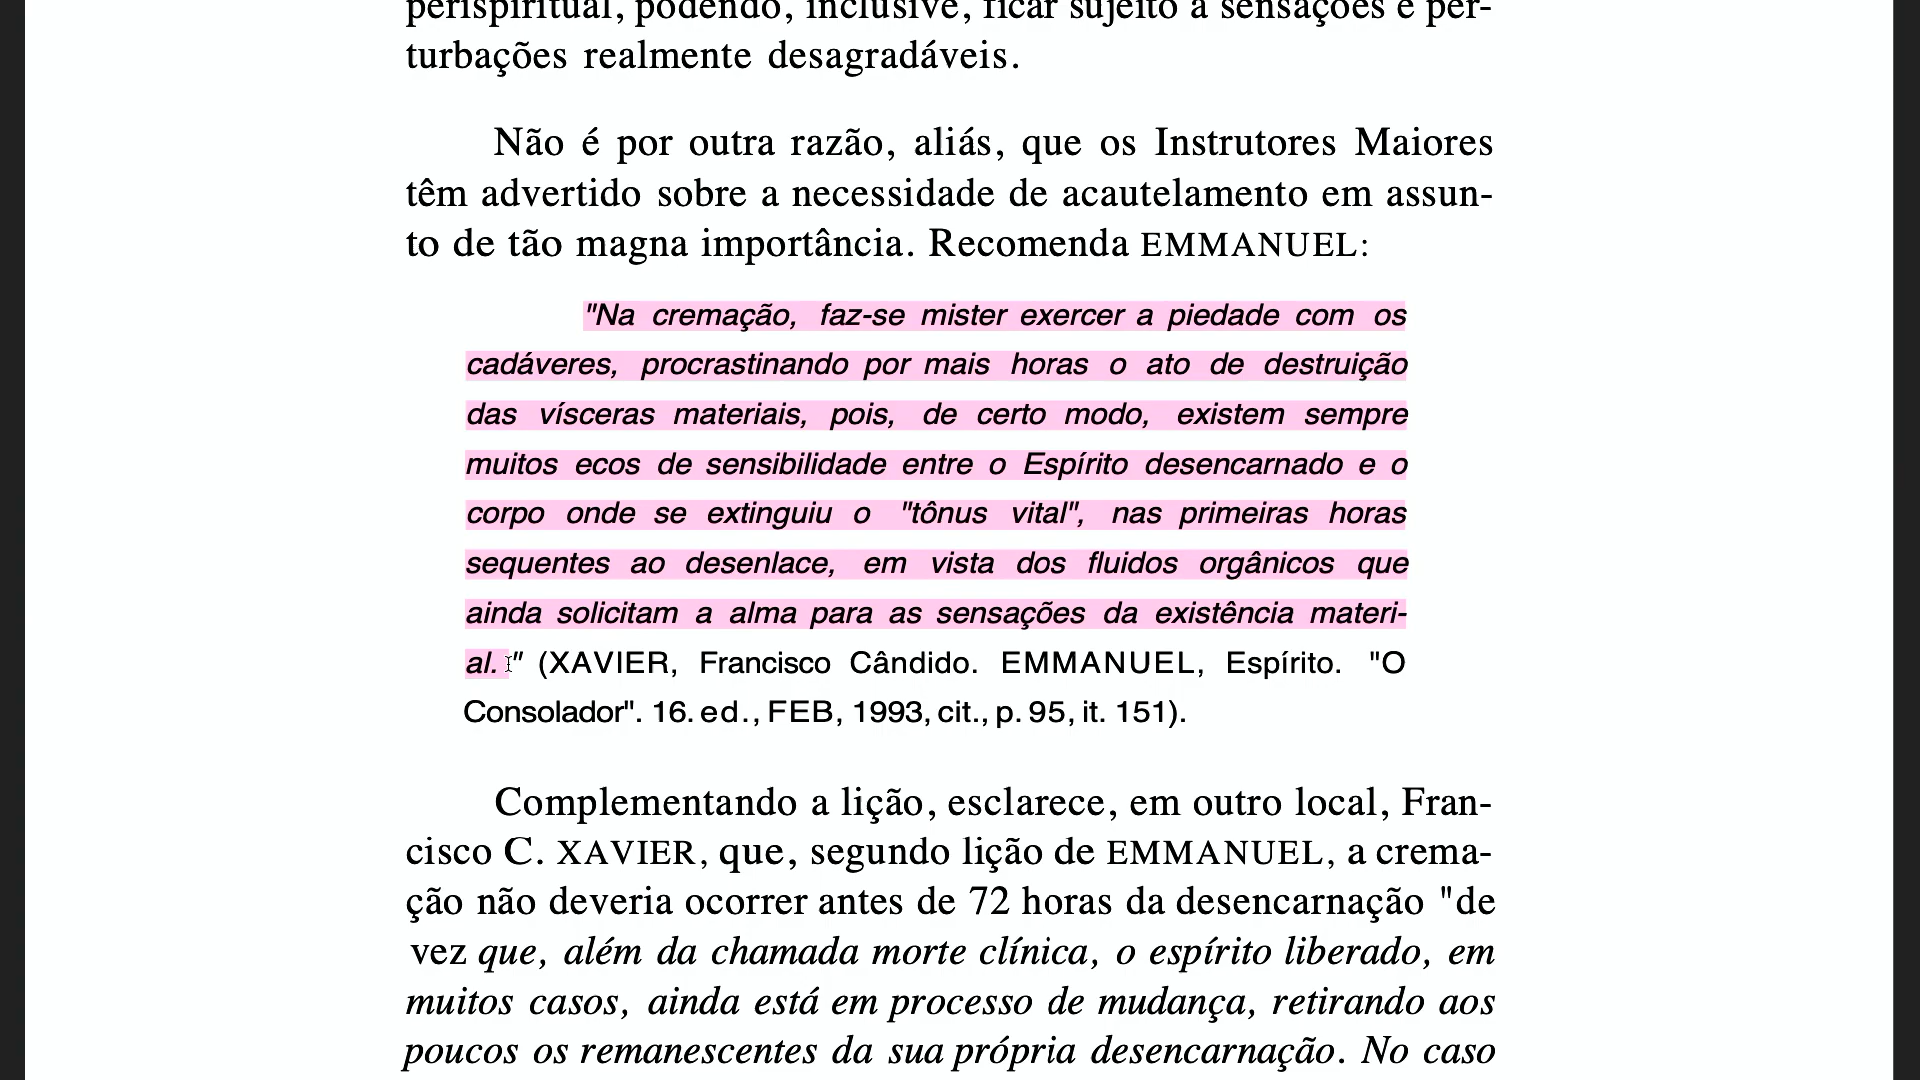 perispiritual, podendo, inclusive, ficar sujeito a sensações e per-
turbações realmente desagradáveis.
Não é por outra razão, aliás, que os Instrutores Maiores
têm advertido sobre a necessidade de acautelamento em assun-
to de tão magna importância. Recomenda EMMANUEL:
"Na cremação, faz-se mister exercer a piedade com os
cadáveres, procrastinando por mais horas o ato de destruição
das vísceras materiais, pois, de certo modo, existem sempre
muitos ecos de sensibilidade entre o Espírito desencarnado e o
corpo onde se extinguiu o "tônus vital", nas primeiras horas
sequentes ao desenlace, em vista dos fluidos orgânicos que
ainda solicitam a alma para as sensações da existência materi-
al." (XAVIER, Francisco Cândido. EMMANUEL, Espírito. "O
Consolador". 16. ed., FEB, 1993, cit., p. 95, it. 151).
Complementando a lição, esclarece, em outro local, Fran-
cisco C. XAVIER, que, segundo lição de EMMANUEL, a crema-
ção não deveria ocorrer antes de 72 horas da desencarnação "de
vez que, além da chamada morte clínica, o espírito liberado, em
muitos casos, ainda está em processo de mudança, retirando aos
poucos os remanescentes da sua própria desencarnação. No caso